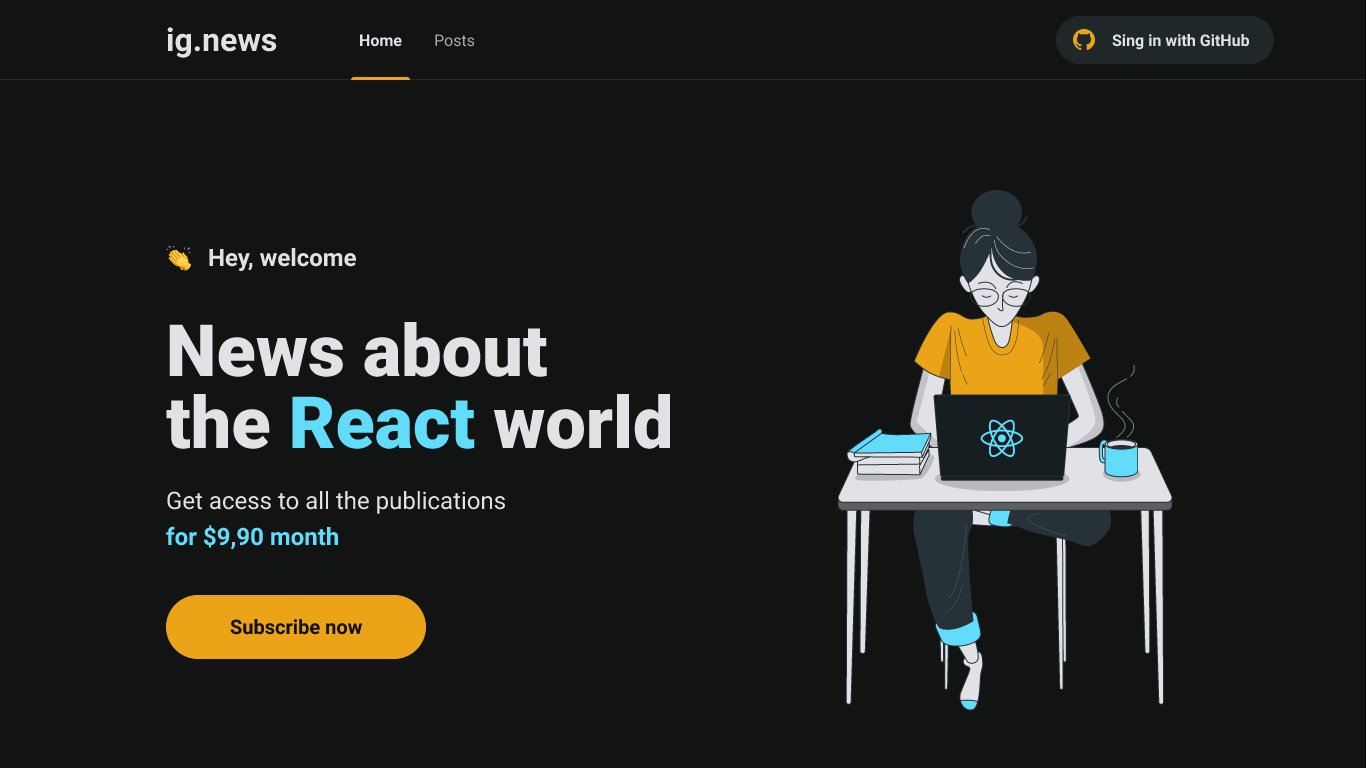 ig.news
Home
Posts
Sing in with GitHub
👏 Hey, welcome
News about
the React world
Get acess to all the publications
for $9,90 month
Subscribe now